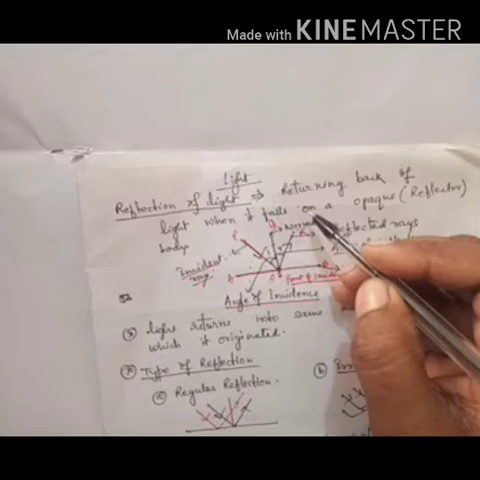 Made with KINEMASTER
Light
Reflection of light ⇒ Returning back of
light when it falls on a opaque (Reflector)
body
Normal reflected rays
Incident
ray
P
A
Angle of Incidence
light returns into same
which it originated.
Type of Reflection
(a) Regular Reflection.
(b)